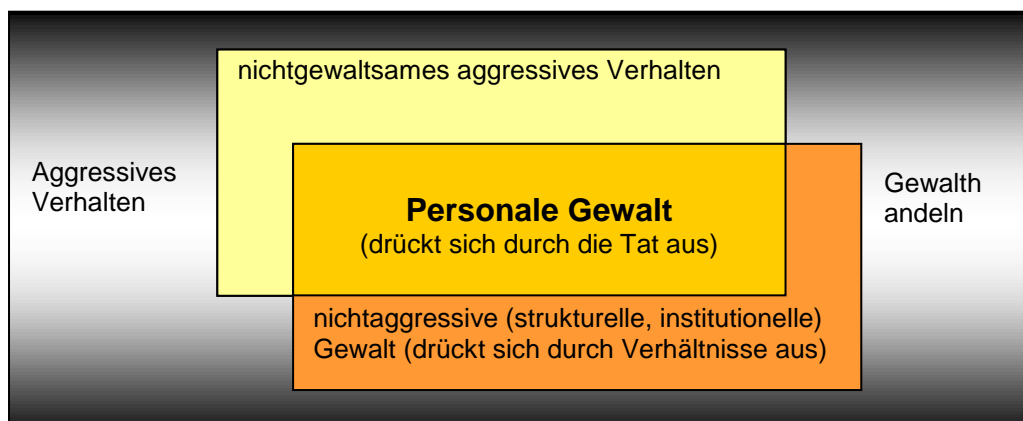 nichtgewaltsames aggressives Verhalten
Aggressives
Verhalten
Personale Gewalt
(drückt sich durch die Tat aus)
Gewalth
andeln
nichtaggressive (strukturelle, institutionelle)
Gewalt (drückt sich durch Verhältnisse aus)